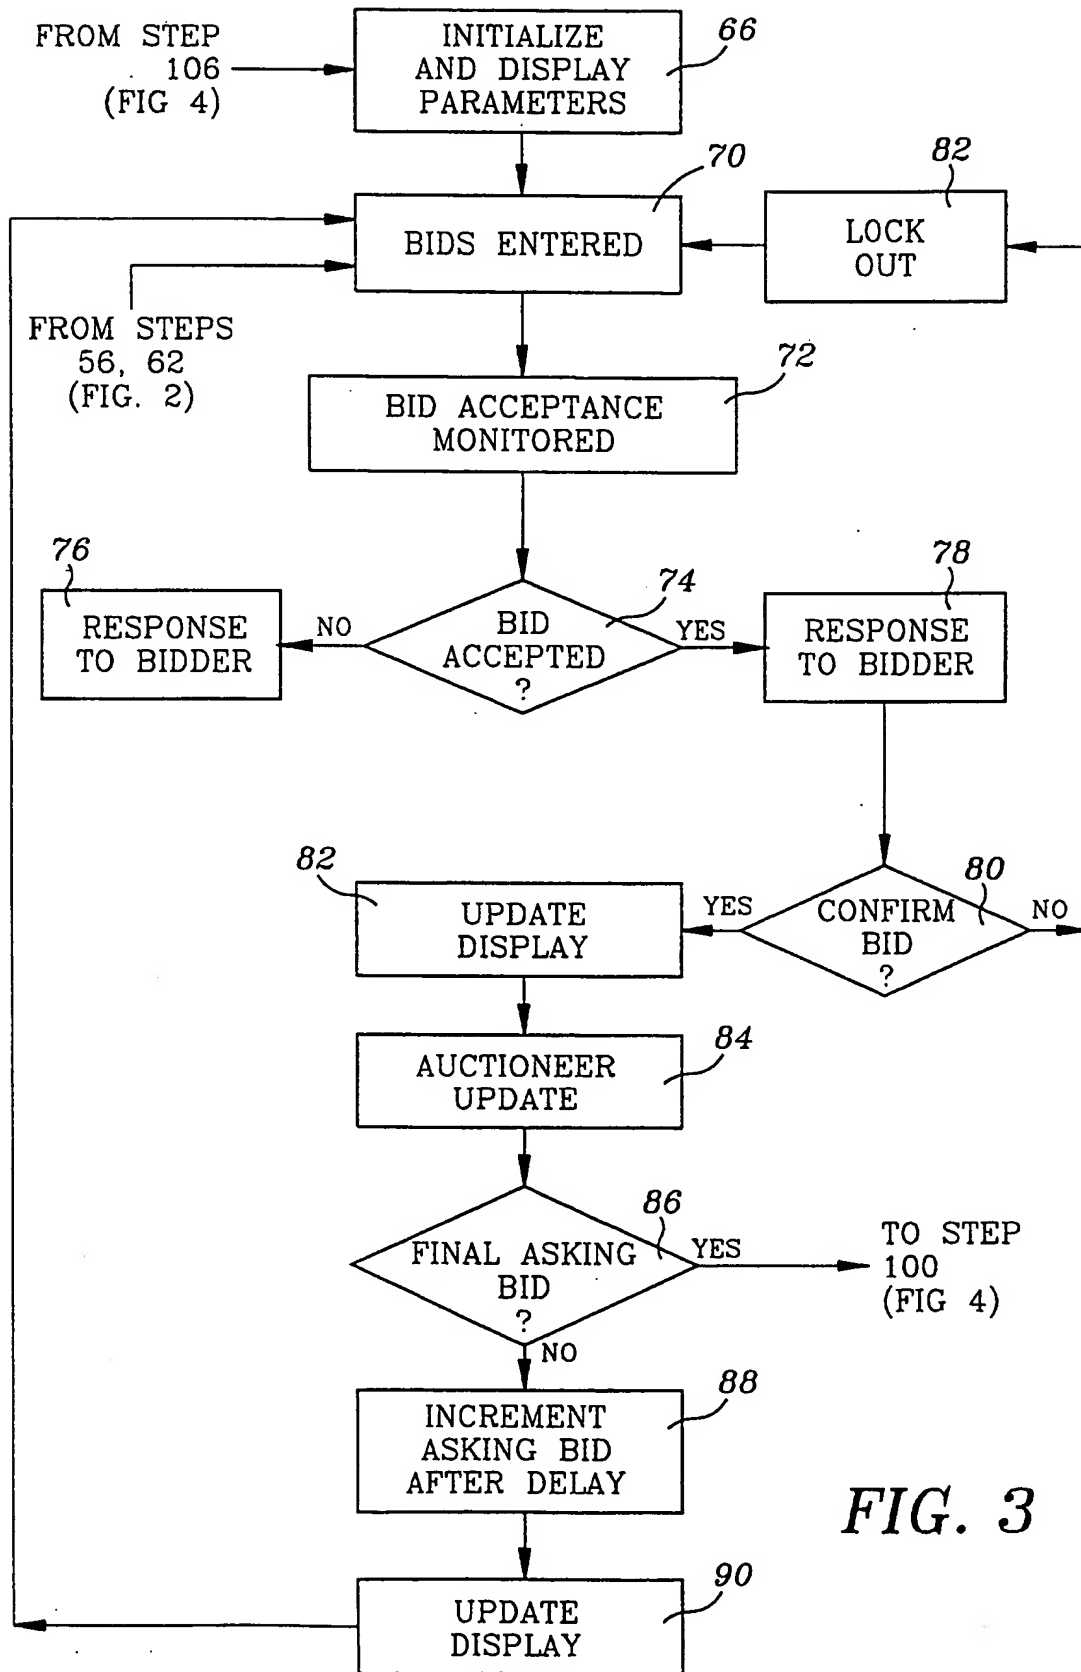 FROM STEP
106
(FIG 4)
INITIALIZE
AND DISPLAY
PARAMETERS
66
70
82
BIDS ENTERED
LOCK
OUT
FROM STEPS
56, 62
(FIG. 2)
72
BID ACCEPTANCE
MONITORED
76
RESPONSE
TO BIDDER
NO
74
BID
ACCEPTED
?
YES
78
RESPONSE
TO BIDDER
82
UPDATE
DISPLAY
YES
80
CONFIRM
BID
?
NO
84
AUCTIONEER
UPDATE
86
FINAL ASKING
BID
?
YES
TO STEP
100
(FIG 4)
NO
88
INCREMENT
ASKING BID
AFTER DELAY
FIG. 3
90
UPDATE
DISPLAY